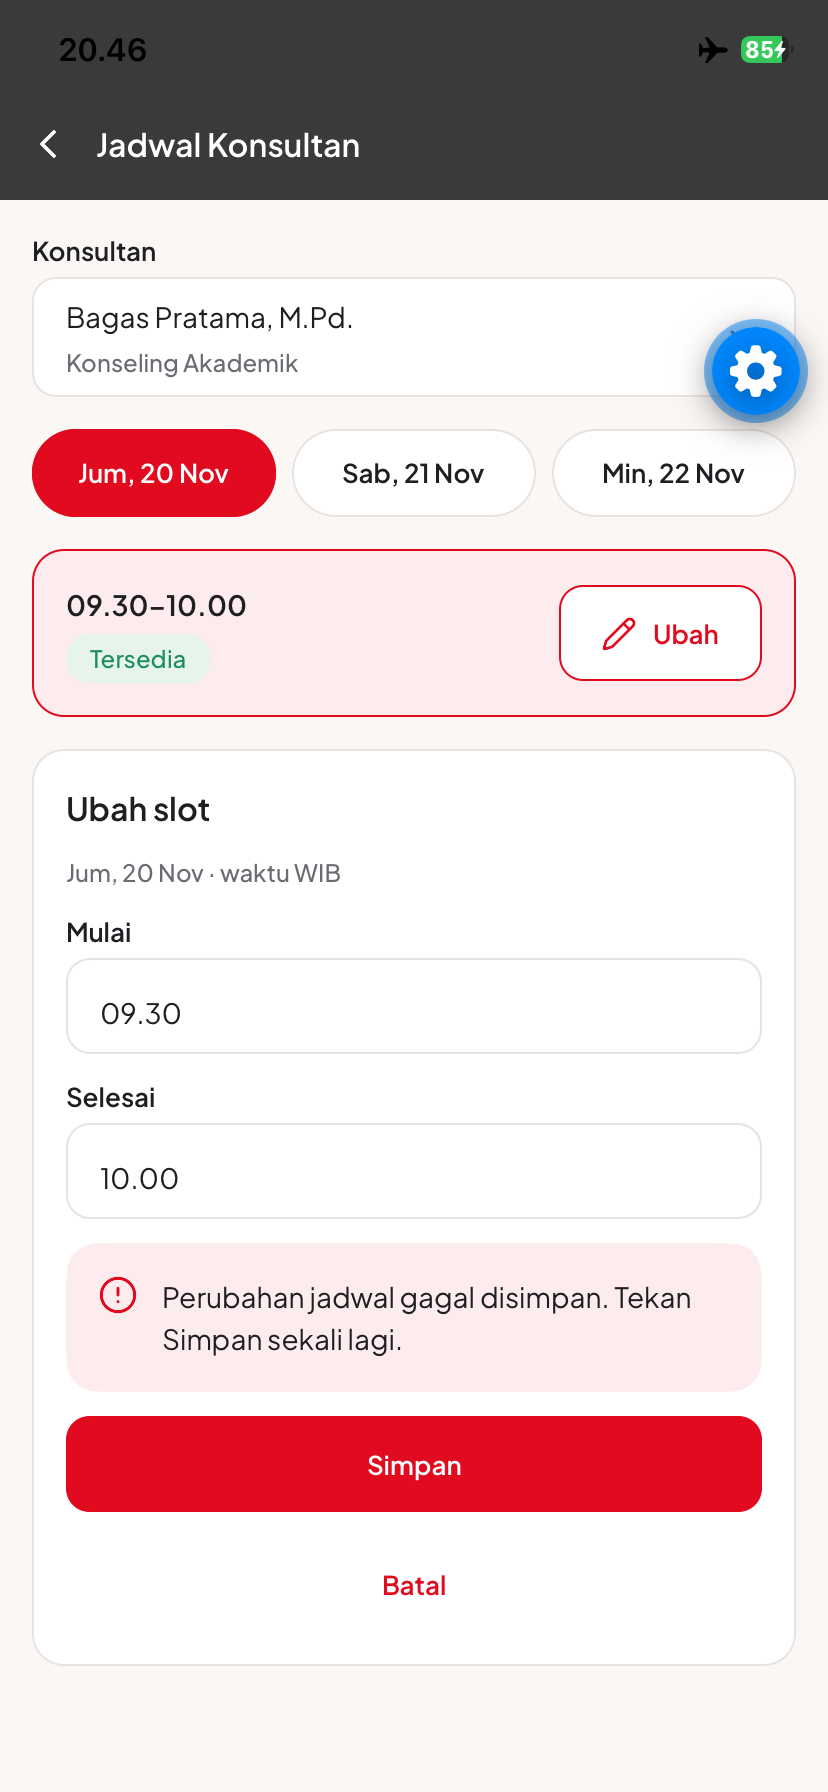 20.46
85
Jadwal Konsultan
Konsultan
Bagas Pratama, M.Pd.
Konseling Akademik
Jum, 20 Nov
Sab, 21 Nov
Min, 22 Nov
09.30–10.00
Tersedia
Ubah
Ubah slot
Jum, 20 Nov · waktu WIB
Mulai
09.30
Selesai
10.00
Perubahan jadwal gagal disimpan. Tekan
Simpan sekali lagi.
Simpan
Batal